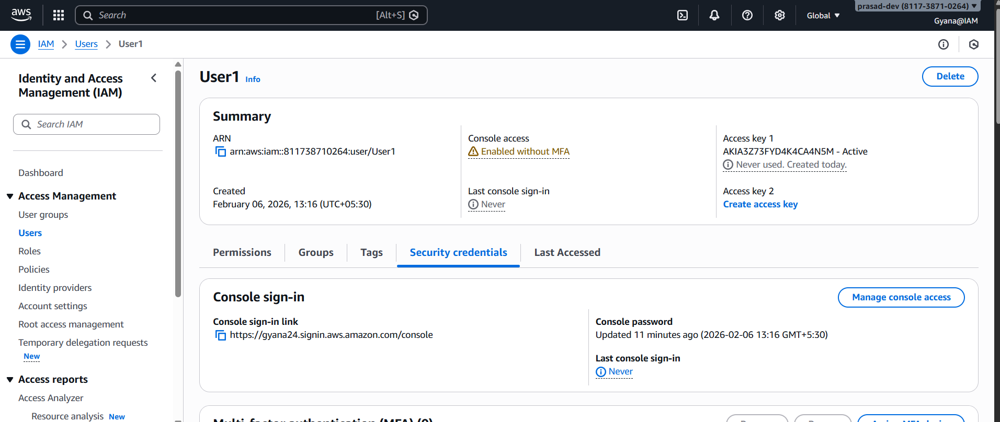 aws
Search
[Alt+S]
Global
prasad-dev (8117-3871-0264)
Gyana@IAM
IAM
Users
User1
Identity and Access
Management (IAM)
Search IAM
Dashboard
Access Management
User groups
Users
Roles
Policies
Identity providers
Account settings
Root access management
Temporary delegation requests
New
Access reports
Access Analyzer
Resource analysis New
User1 Info
Delete
Summary
ARN
arn:aws:iam::811738710264:user/User1
Created
February 06, 2026, 13:16 (UTC+05:30)
Console access
Enabled without MFA
Last console sign-in
Never
Access key 1
AKIA3Z73FYD4K4CA4N5M - Active
Never used. Created today.
Access key 2
Create access key
Permissions
Groups
Tags
Security credentials
Last Accessed
Console sign-in
Manage console access
Console sign-in link
https://gyana24.signin.aws.amazon.com/console
Console password
Updated 11 minutes ago (2026-02-06 13:16 GMT+5:30)
Last console sign-in
Never
Multi-factor authentication (MFA) (0)